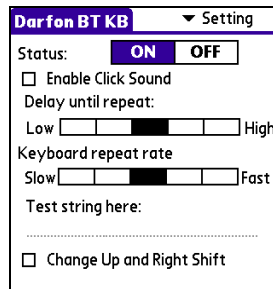 Darfon BT KB Setting
Status: ON OFF
Enable Click Sound
Delay until repeat:
Low High
Keyboard repeat rate
Slow Fast
Test string here:
Change Up and Right Shift